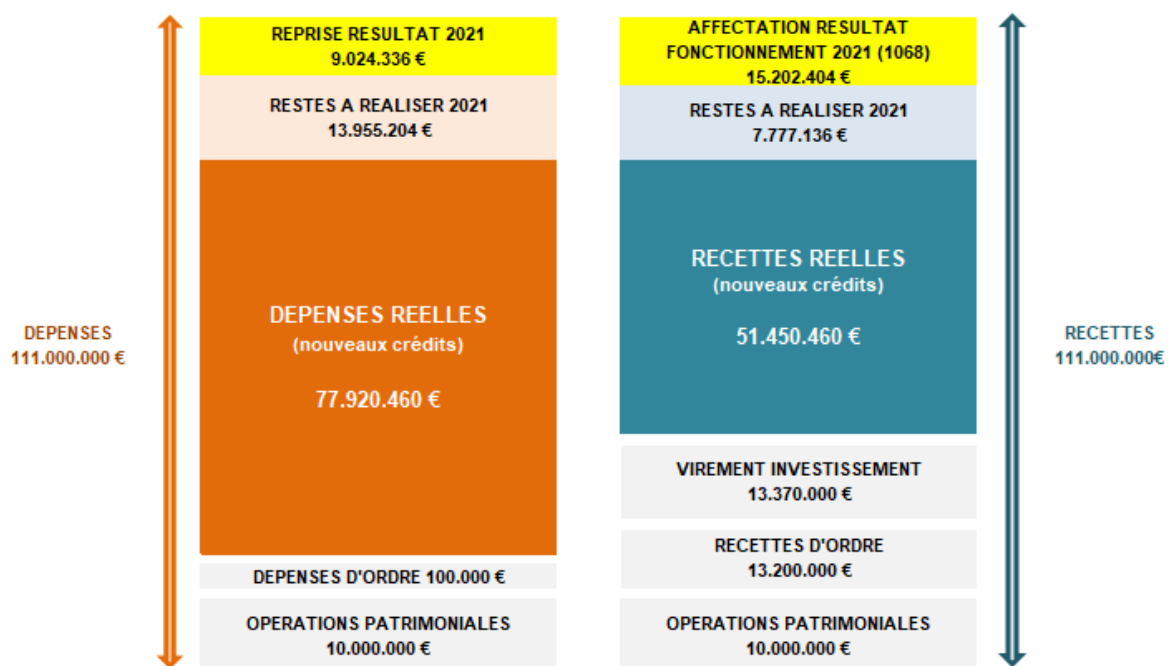 REPRISE RESULTAT 2021
9.024.336 €
RESTES A REALISER 2021
13.955.204 €
DEPENSES REELLES
(nouveaux crédits)
77.920.460 €
DEPENSES D'ORDRE 100.000 €
OPERATIONS PATRIMONIALES
10.000.000 €
DEPENSES
111.000.000 €
AFFECTATION RESULTAT
FONCTIONNEMENT 2021 (1068)
15.202.404 €
RESTES A REALISER 2021
7.777.136 €
RECETTES REELLES
(nouveaux crédits)
51.450.460 €
VIREMENT INVESTISSEMENT
13.370.000 €
RECETTES D'ORDRE
13.200.000 €
OPERATIONS PATRIMONIALES
10.000.000 €
RECETTES
111.000.000€